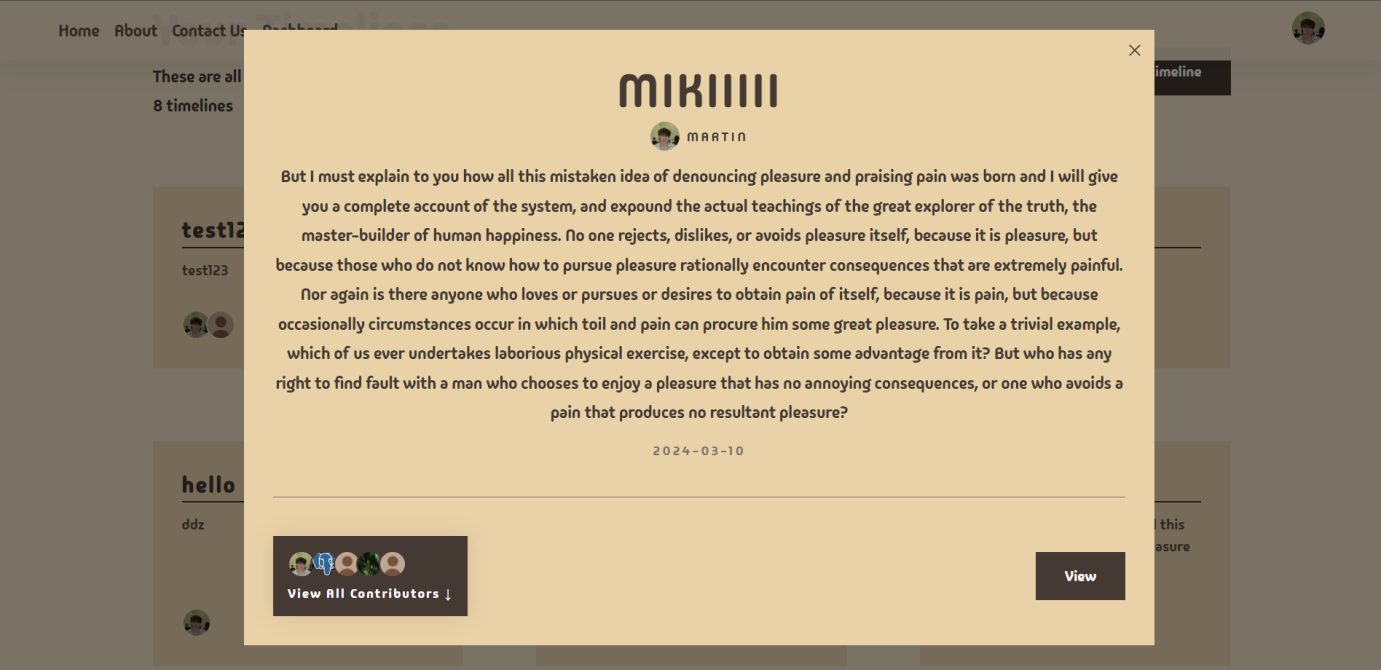 Home About Contact Us Dashboard
Your Timelines
These are all
8 timelines
timeline
test12
test123
hello
ddz
this
asure
MIKIIIII
MARTIN
But I must explain to you how all this mistaken idea of denouncing pleasure and praising pain was born and I will give
you a complete account of the system, and expound the actual teachings of the great explorer of the truth, the
master-builder of human happiness. No one rejects, dislikes, or avoids pleasure itself, because it is pleasure, but
because those who do not know how to pursue pleasure rationally encounter consequences that are extremely painful.
Nor again is there anyone who loves or pursues or desires to obtain pain of itself, because it is pain, but because
occasionally circumstances occur in which toil and pain can procure him some great pleasure. To take a trivial example,
which of us ever undertakes laborious physical exercise, except to obtain some advantage from it? But who has any
right to find fault with a man who chooses to enjoy a pleasure that has no annoying consequences, or one who avoids a
pain that produces no resultant pleasure?
2024-03-10
View All Contributors ↓
View